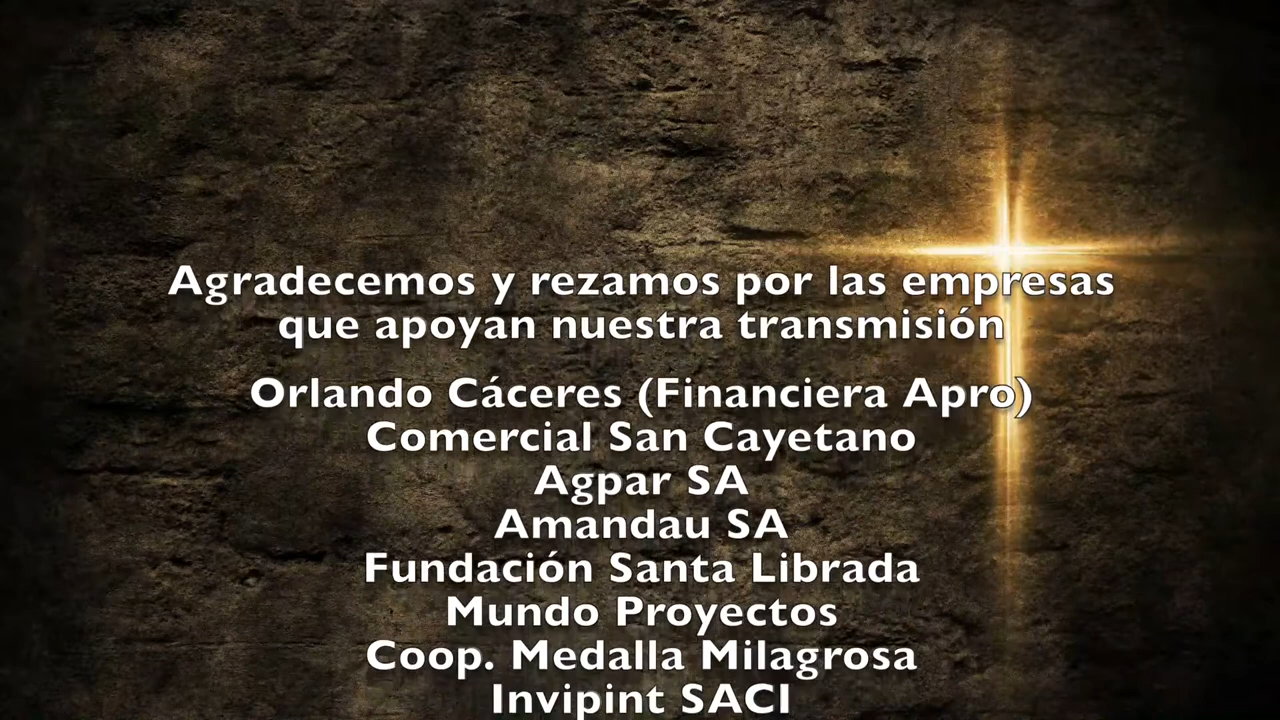 Agradecemos y rezamos por las empresas
que apoyan nuestra transmisión
Orlando Cáceres (Financiera Apro)
Comercial San Cayetano
Agpar SA
Amandau SA
Fundación Santa Librada
Mundo Proyectos
Coop. Medalla Milagrosa
Invipint SACI